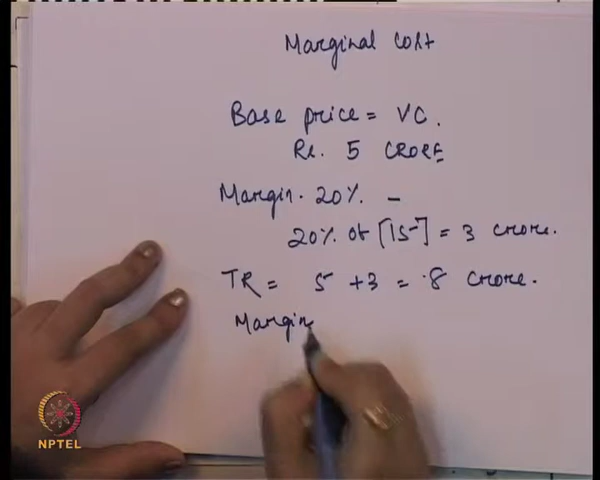 Marginal Cost
Base price = VC.
Rs. 5 CRORE
Margin. 20% -
20% of [15] = 3 crore.
TR = 5 + 3 = 8 crore.
Margin
NPTEL